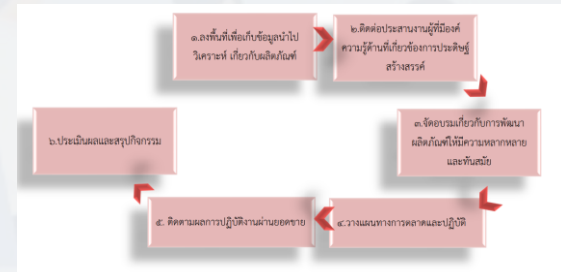 ๑.ลงพื้นที่เพื่อเก็บข้อมูลนำไป
วิเคราะห์ เกี่ยวกับผลิตภัณฑ์
๒.ติดต่อประสานงานผู้ที่มีองค์
ความรู้ด้านที่เกี่ยวข้องการประดิษฐ์
สร้างสรรค์
๓.จัดอบรมเกี่ยวกับการพัฒนา
ผลิตภัณฑ์ให้มีความหลากหลาย
และทันสมัย
๔.วางแผนทางการตลาดและปฏิบัติ
๕. ติดตามผลการปฏิบัติงานผ่านยอดขาย
๖.ประเมินผลและสรุปกิจกรรม